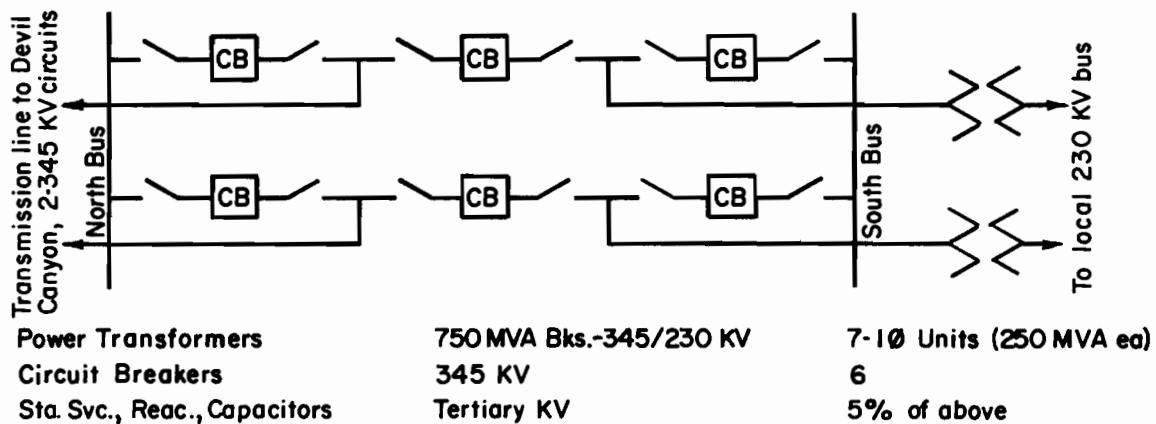 Transmission line to Devil
Canyon, 2-345 KV circuits
North Bus
CB
CB
CB
South Bus
To local 230 KV bus
CB
CB
CB
Power Transformers 750 MVA Bks.-345/230 KV 7-1Ø Units (250 MVA ea)
Circuit Breakers 345 KV 6
Sta. Svc., Reac., Capacitors Tertiary KV 5% of above